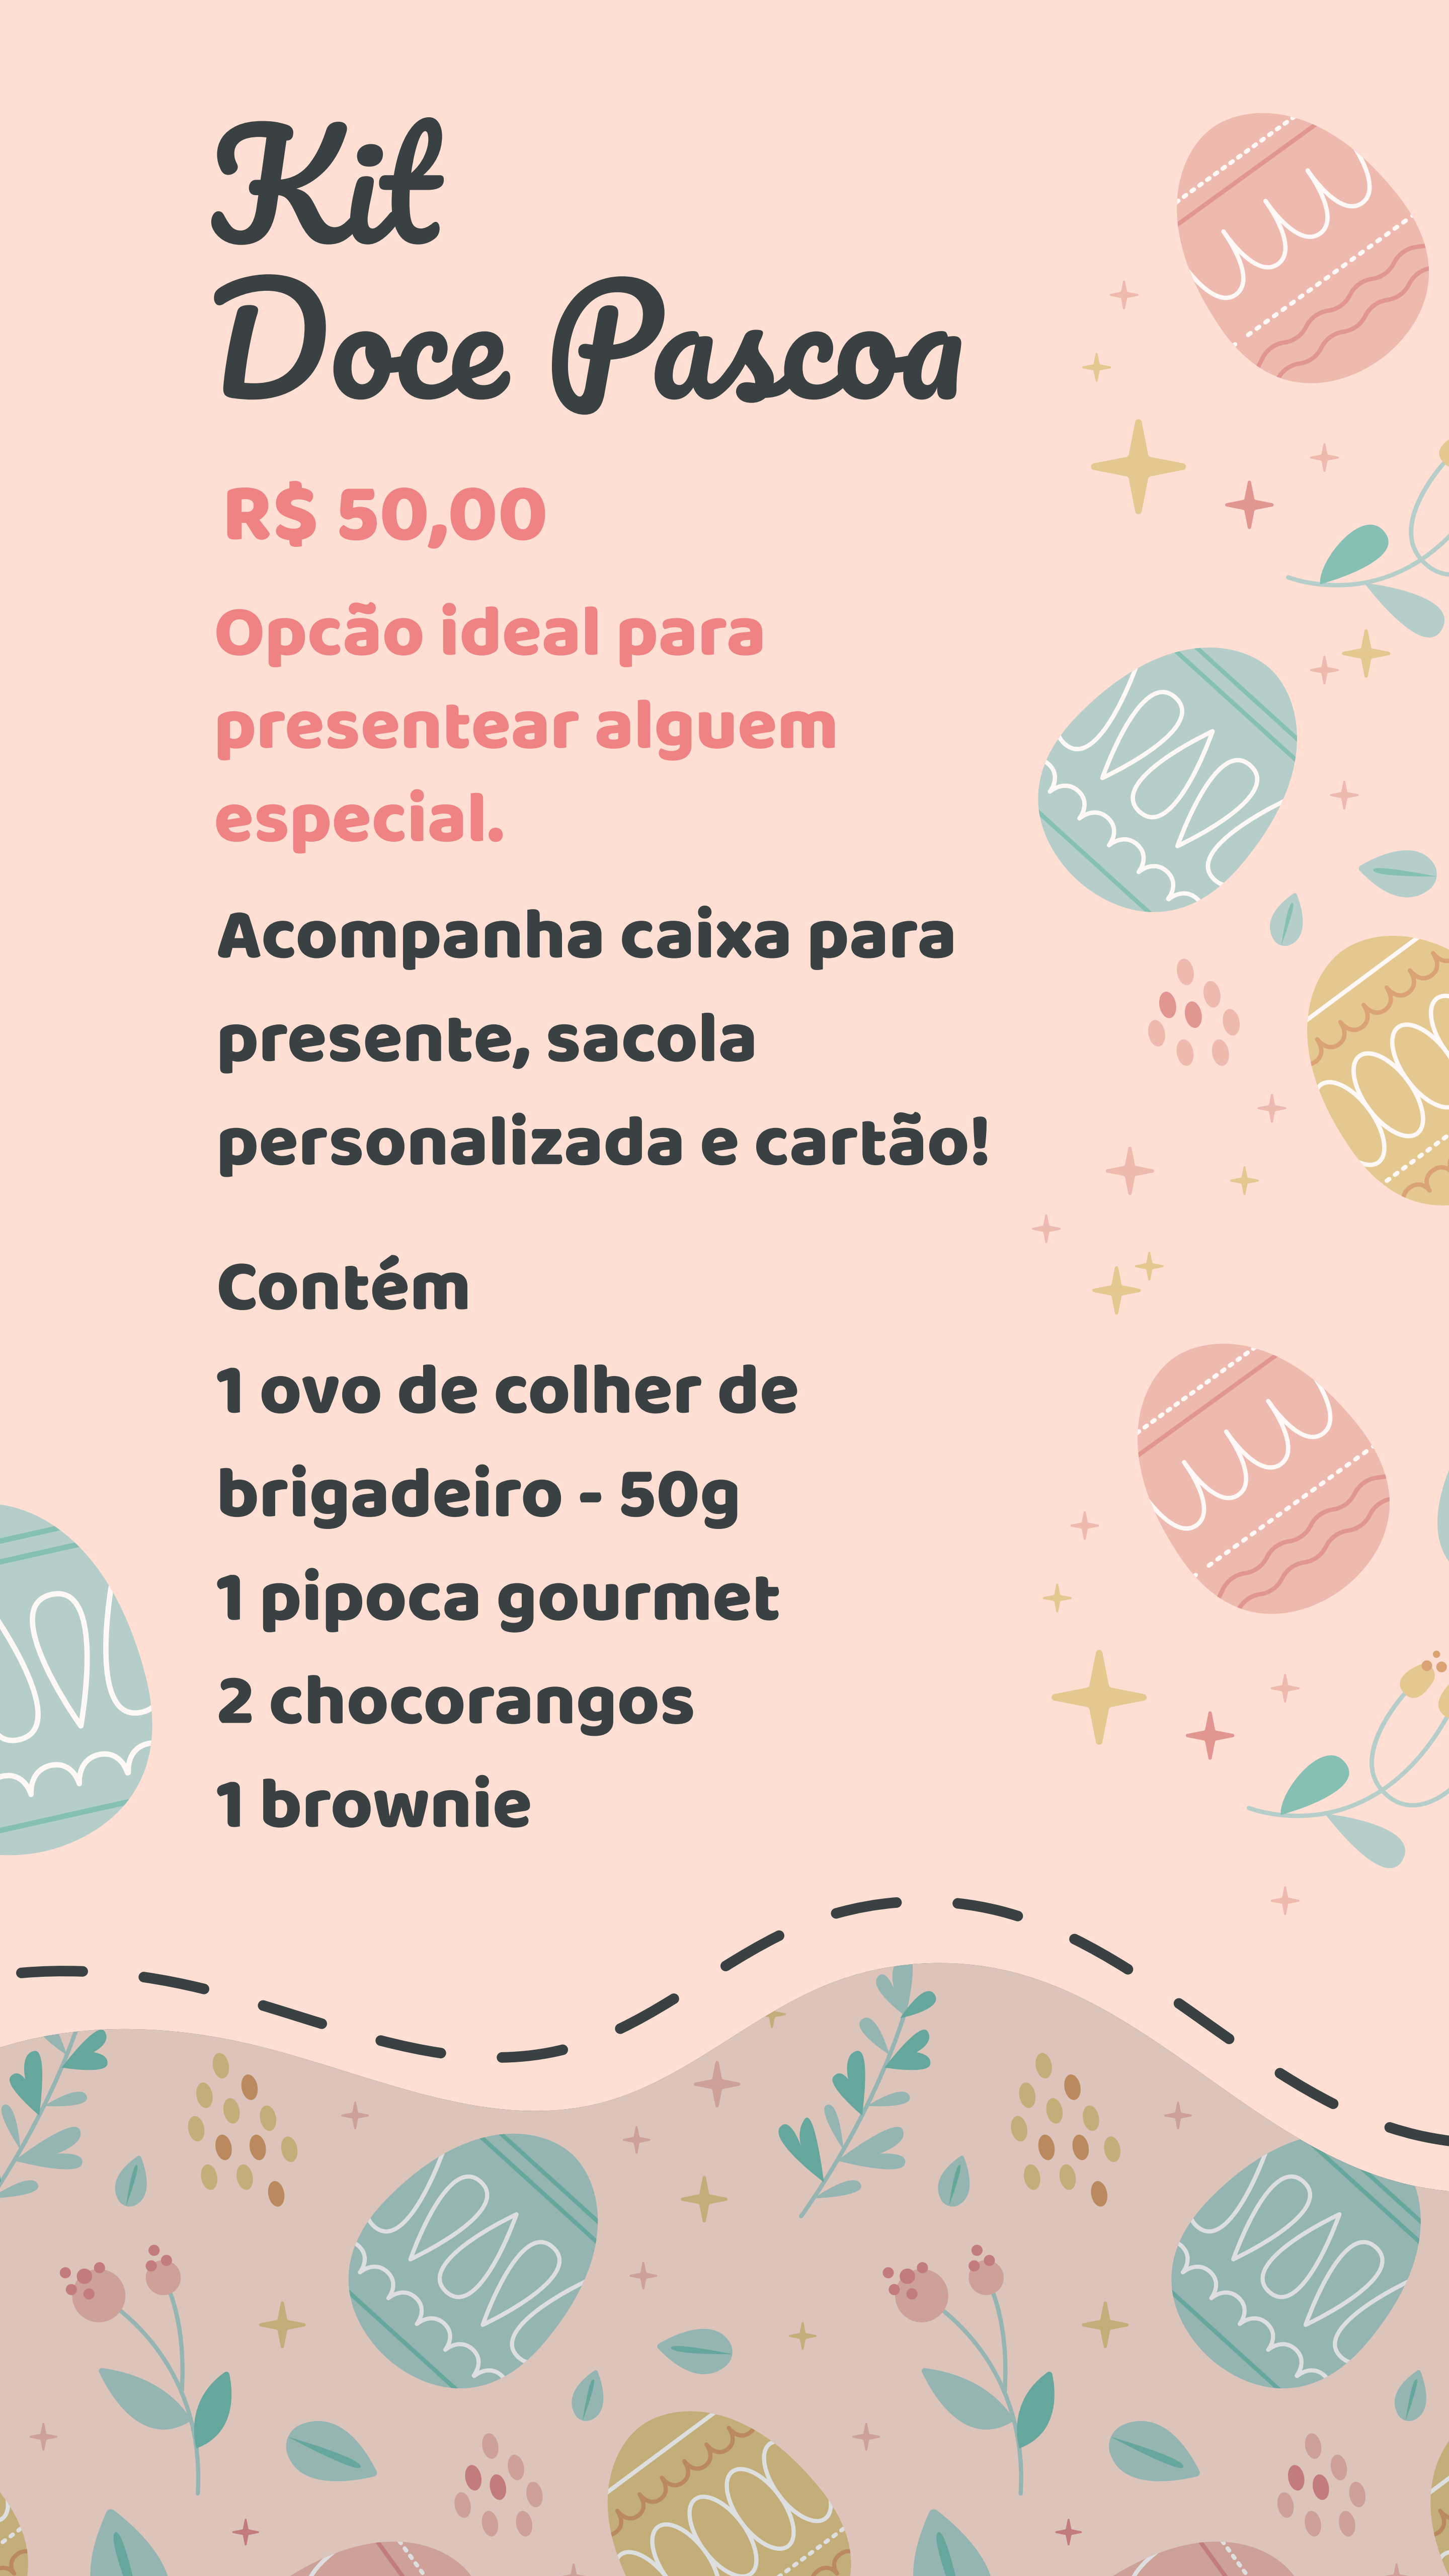 Kit
Doce Pascoa
R$ 50,00
Opcão ideal para
presentear alguem
especial.
Acompanha caixa para
presente, sacola
personalizada e cartão!
Contém
1 ovo de colher de
brigadeiro - 50g
1 pipoca gourmet
2 chocorangos
1 brownie